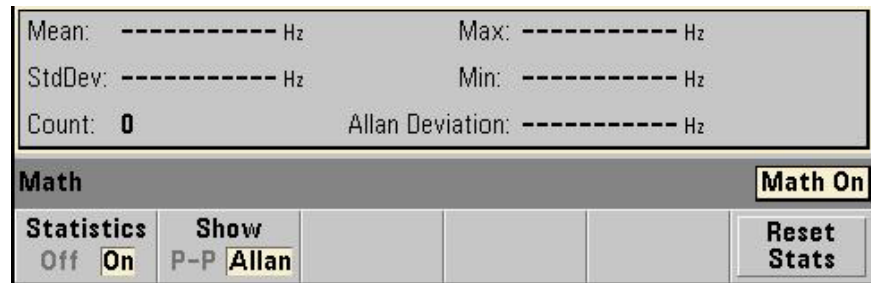 Mean: ----------- Hz Max: ----------- Hz
StdDev: ----------- Hz Min: ----------- Hz
Count: 0 Allan Deviation: ----------- Hz
Math Math On
Statistics Show Reset
Off On P-P Allan Stats